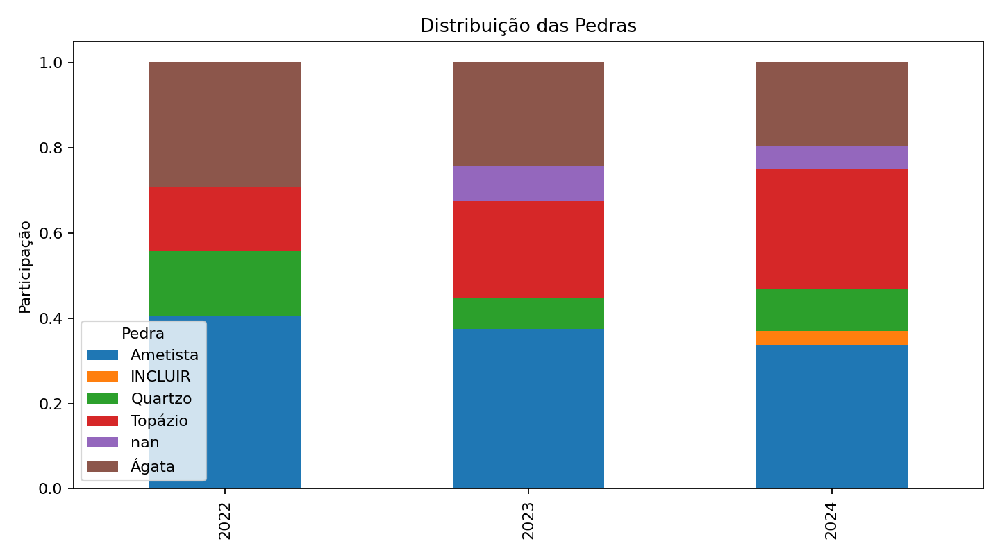 Distribuição das Pedras
Participação
1.0
0.8
0.6
0.4
0.2
0.0
Pedra
Ametista
INCLUIR
Quartzo
Topázio
nan
Ágata
2022
2023
2024